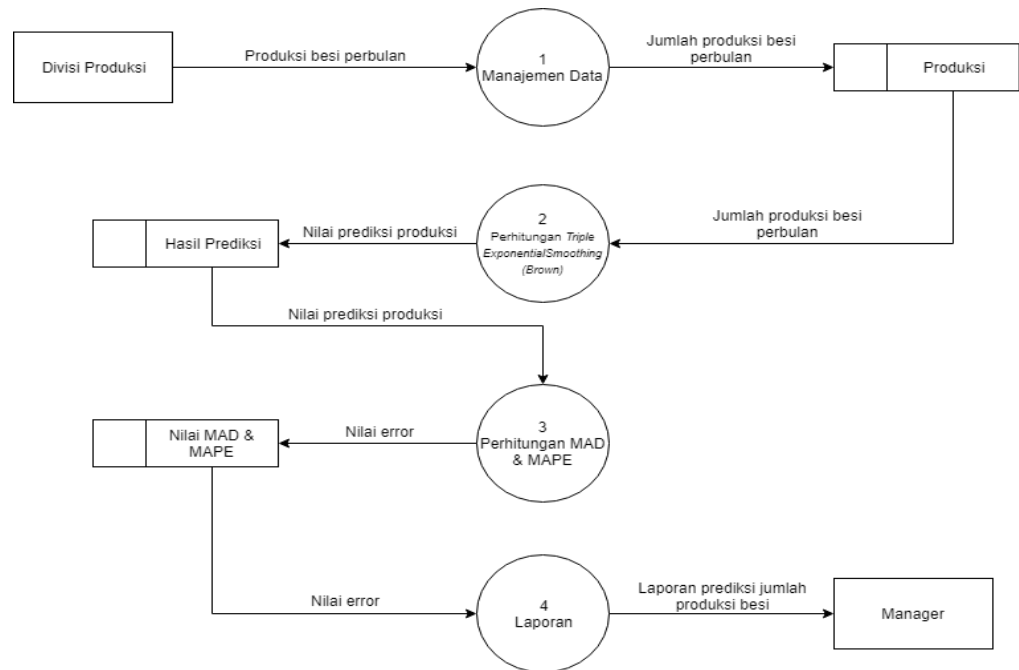 Divisi Produksi
Produksi besi perbulan
1
Manajemen Data
Jumlah produksi besi
perbulan
Produksi
Jumlah produksi besi
perbulan
2
Perhitungan Triple
ExponentialSmoothing
(Brown)
Nilai prediksi produksi
Hasil Prediksi
Nilai prediksi produksi
3
Perhitungan MAD
& MAPE
Nilai error
Nilai MAD &
MAPE
Nilai error
4
Laporan
Laporan prediksi jumlah
produksi besi
Manager